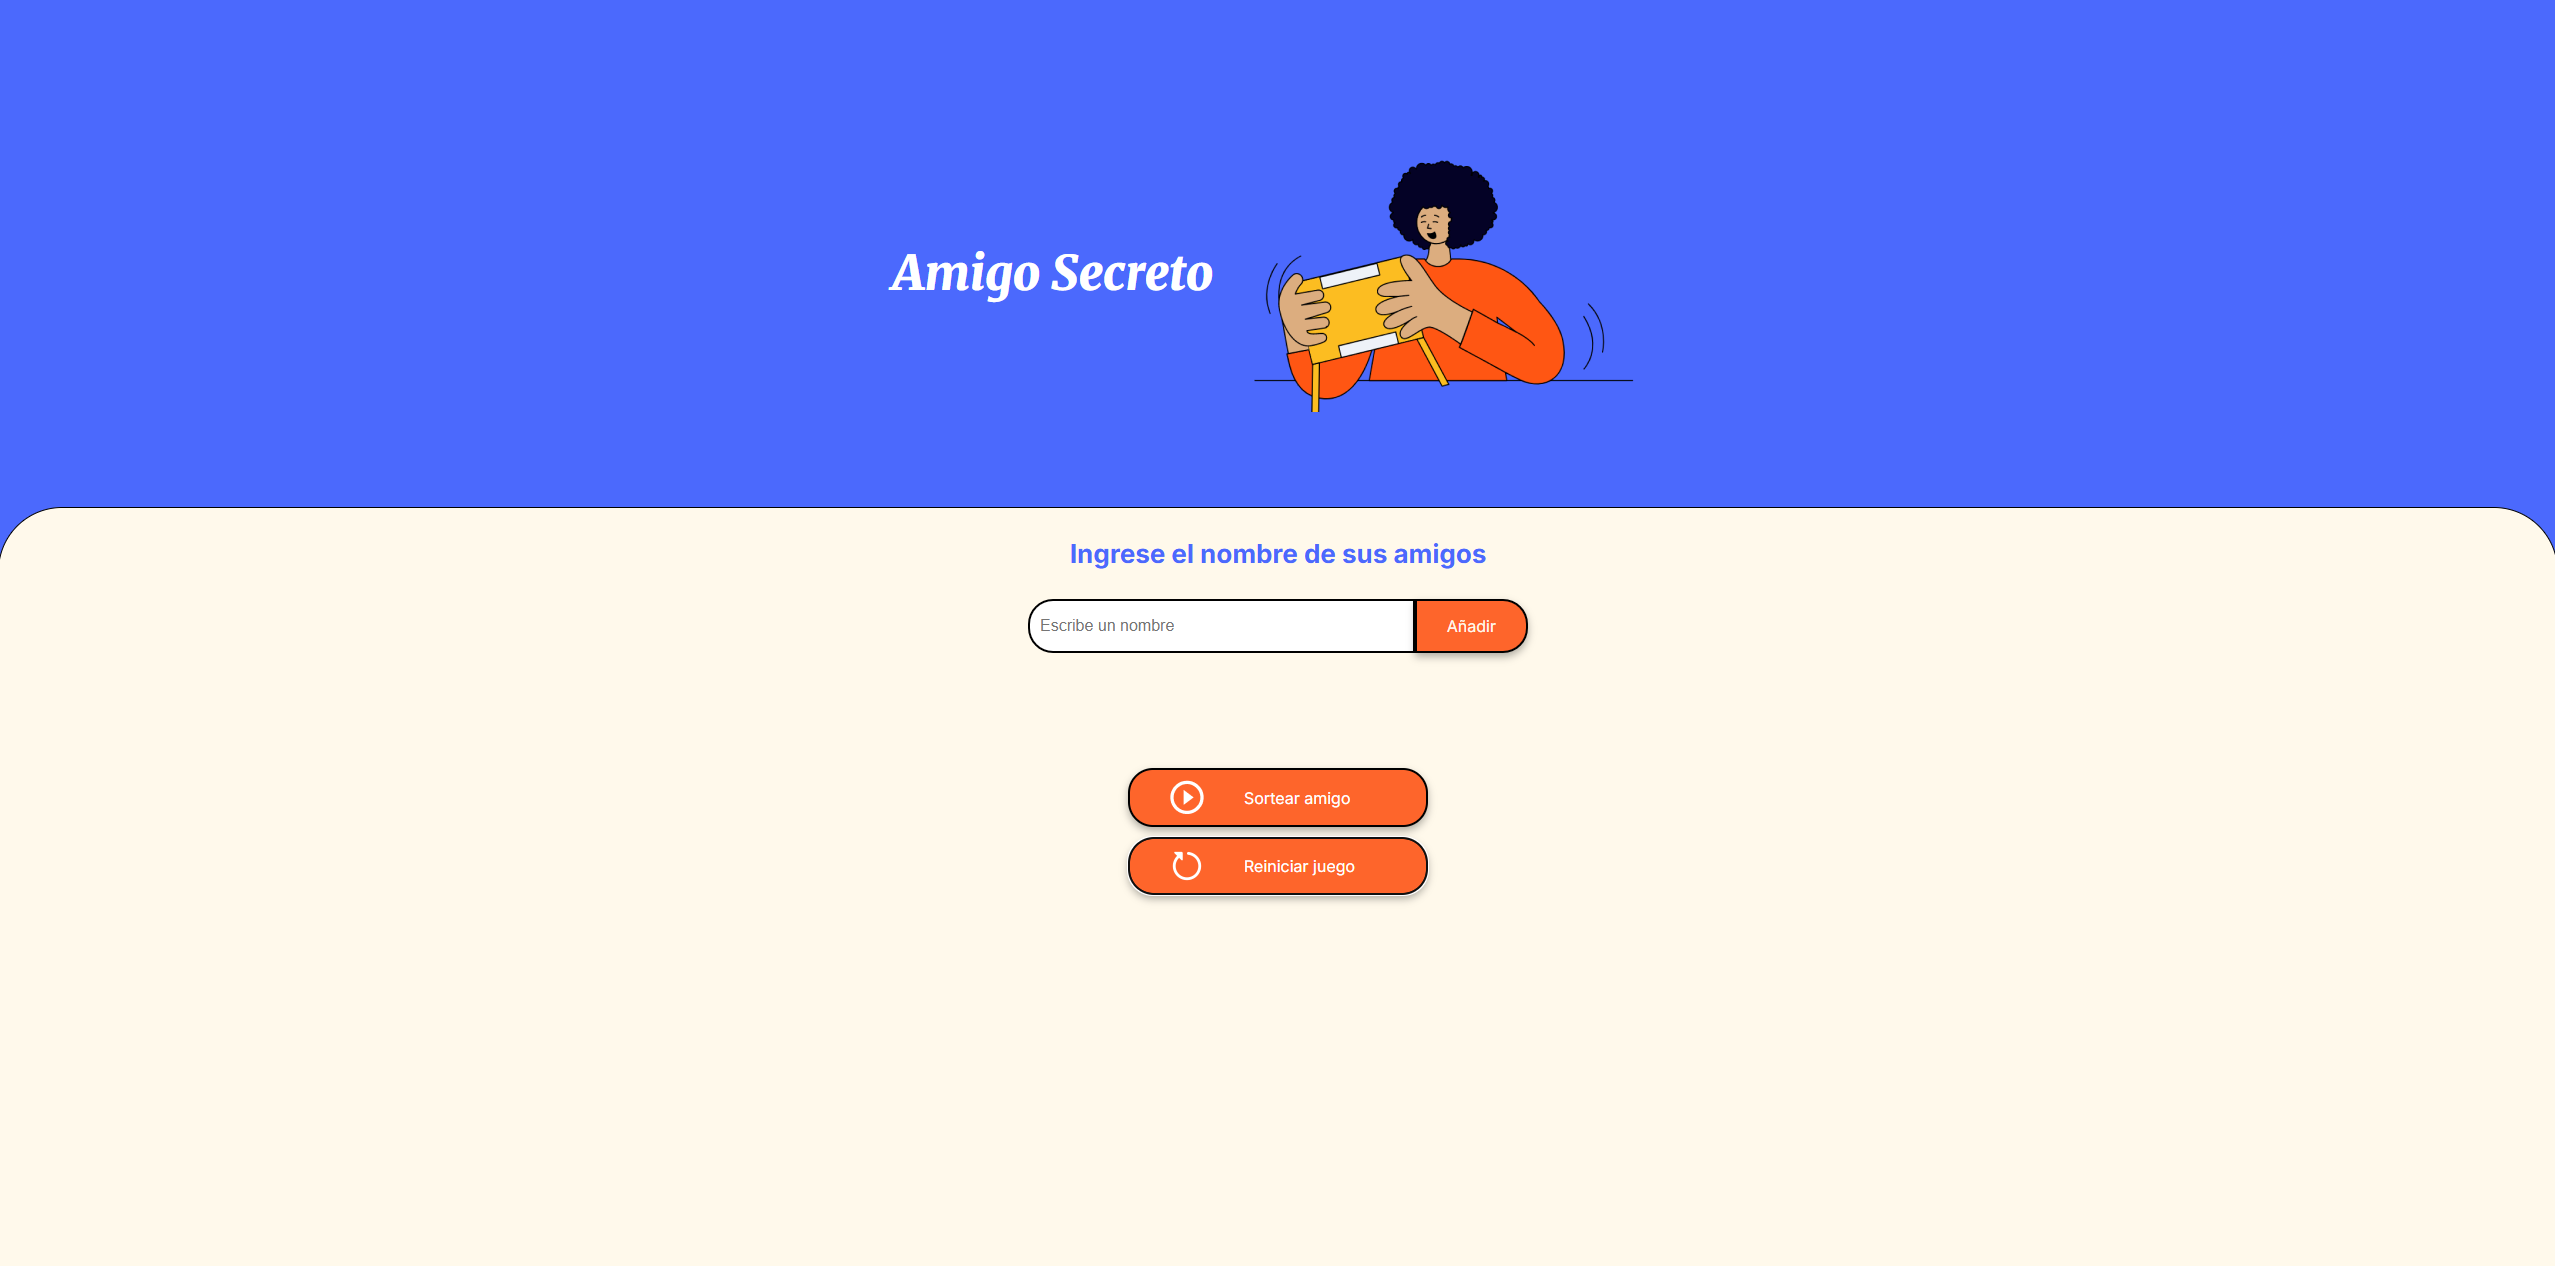 Amigo Secreto
Ingrese el nombre de sus amigos
Escribe un nombre
Añadir
Sortear amigo
Reiniciar juego